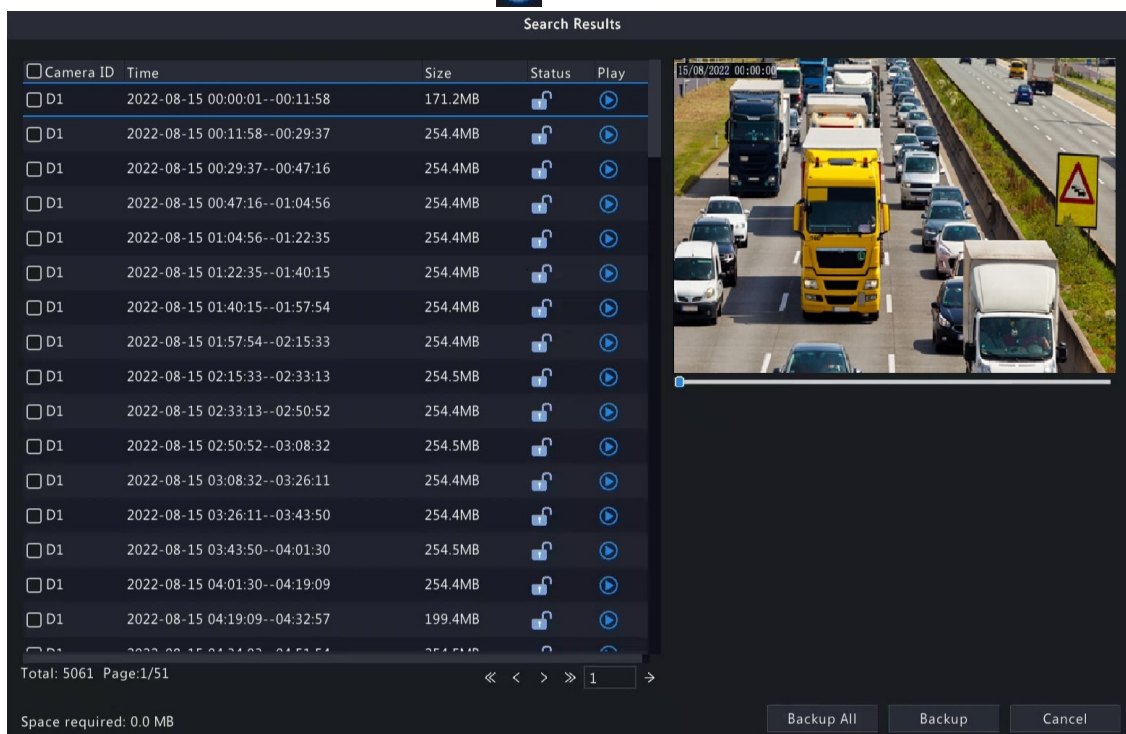 Search Results
Camera ID Time Size Status Play
D1 2022-08-15 00:00:01--00:11:58 171.2MB
D1 2022-08-15 00:11:58--00:29:37 254.4MB
D1 2022-08-15 00:29:37--00:47:16 254.4MB
D1 2022-08-15 00:47:16--01:04:56 254.4MB
D1 2022-08-15 01:04:56--01:22:35 254.4MB
D1 2022-08-15 01:22:35--01:40:15 254.4MB
D1 2022-08-15 01:40:15--01:57:54 254.4MB
D1 2022-08-15 01:57:54--02:15:33 254.4MB
D1 2022-08-15 02:15:33--02:33:13 254.5MB
D1 2022-08-15 02:33:13--02:50:52 254.4MB
D1 2022-08-15 02:50:52--03:08:32 254.5MB
D1 2022-08-15 03:08:32--03:26:11 254.4MB
D1 2022-08-15 03:26:11--03:43:50 254.4MB
D1 2022-08-15 03:43:50--04:01:30 254.5MB
D1 2022-08-15 04:01:30--04:19:09 254.4MB
D1 2022-08-15 04:19:09--04:32:57 199.4MB
15/08/2022 00:00:00
Total: 5061 Page:1/51
« < > » 1 →
Space required: 0.0 MB
Backup All Backup Cancel